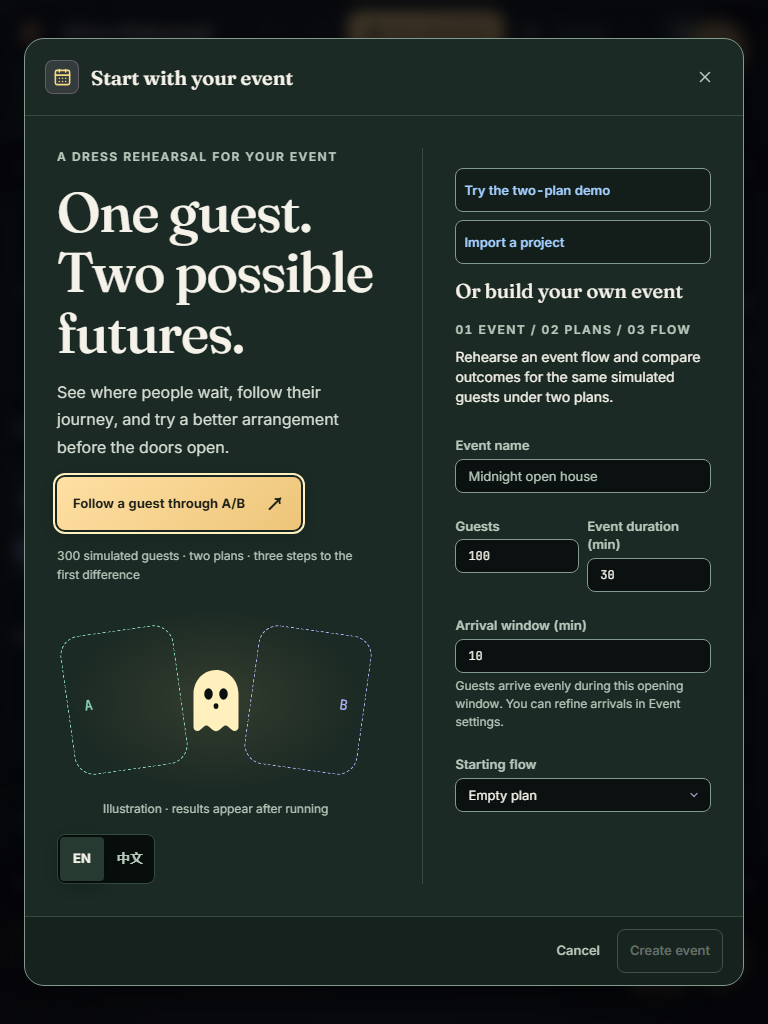 Start with your event
A DRESS REHEARSAL FOR YOUR EVENT
One guest.
Two possible
futures.
See where people wait, follow their
journey, and try a better arrangement
before the doors open.
Follow a guest through A/B
300 simulated guests · two plans · three steps to the
first difference
A
B
Illustration · results appear after running
EN
中文
Try the two-plan demo
Import a project
Or build your own event
01 EVENT / 02 PLANS / 03 FLOW
Rehearse an event flow and compare
outcomes for the same simulated
guests under two plans.
Event name
Midnight open house
Guests
100
Event duration
(min)
30
Arrival window (min)
10
Guests arrive evenly during this opening
window. You can refine arrivals in Event
settings.
Starting flow
Empty plan
Cancel
Create event